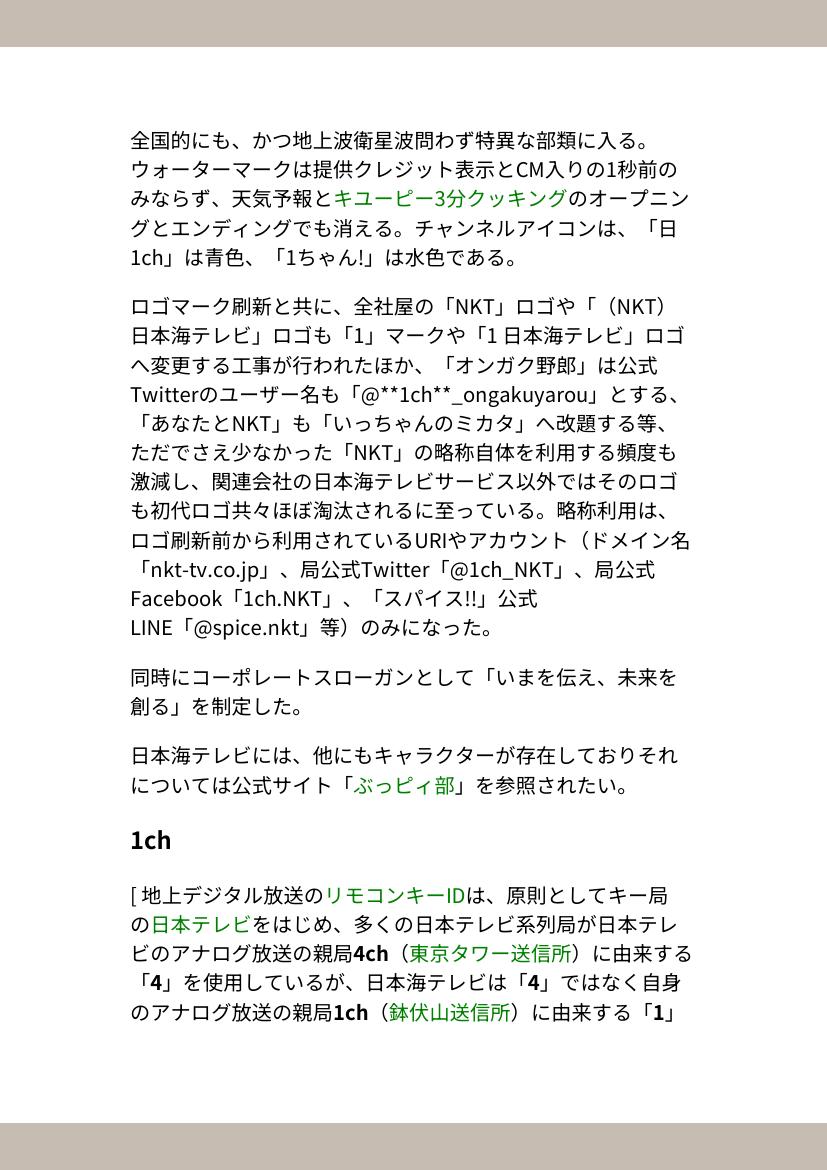 全国的にも、かつ地上波衛星波問わず特異な部類に入る。
ウォーターマークは提供クレジット表示とCM入りの1秒前の
みならず、天気予報とキユーピー3分クッキングのオープニン
グとエンディングでも消える。チャンネルアイコンは、「日
1ch」は青色、「1ちゃん!」は水色である。
ロゴマーク刷新と共に、全社屋の「NKT」ロゴや「（NKT）
日本海テレビ」ロゴも「1」マークや「1 日本海テレビ」ロゴ
へ変更する工事が行われたほか、「オンガク野郎」は公式
Twitterのユーザー名も「@**1ch**_ongakuyarou」とする、
「あなたとNKT」も「いっちゃんのミカタ」へ改題する等、
ただでさえ少なかった「NKT」の略称自体を利用する頻度も
激減し、関連会社の日本海テレビサービス以外ではそのロゴ
も初代ロゴ共々ほぼ淘汰されるに至っている。略称利用は、
ロゴ刷新前から利用されているURIやアカウント（ドメイン名
「nkt-tv.co.jp」、局公式Twitter「@1ch_NKT」、局公式
Facebook「1ch.NKT」、「スパイス!!」公式
LINE「@spice.nkt」等）のみになった。
同時にコーポレートスローガンとして「いまを伝え、未来を
創る」を制定した。
日本海テレビには、他にもキャラクターが存在しておりそれ
については公式サイト「ぶっピィ部」を参照されたい。
1ch
[ 地上デジタル放送のリモコンキーIDは、原則としてキー局
の日本テレビをはじめ、多くの日本テレビ系列局が日本テレ
ビのアナログ放送の親局4ch（東京タワー送信所）に由来する
「4」を使用しているが、日本海テレビは「4」ではなく自身
のアナログ放送の親局1ch（鉢伏山送信所）に由来する「1」